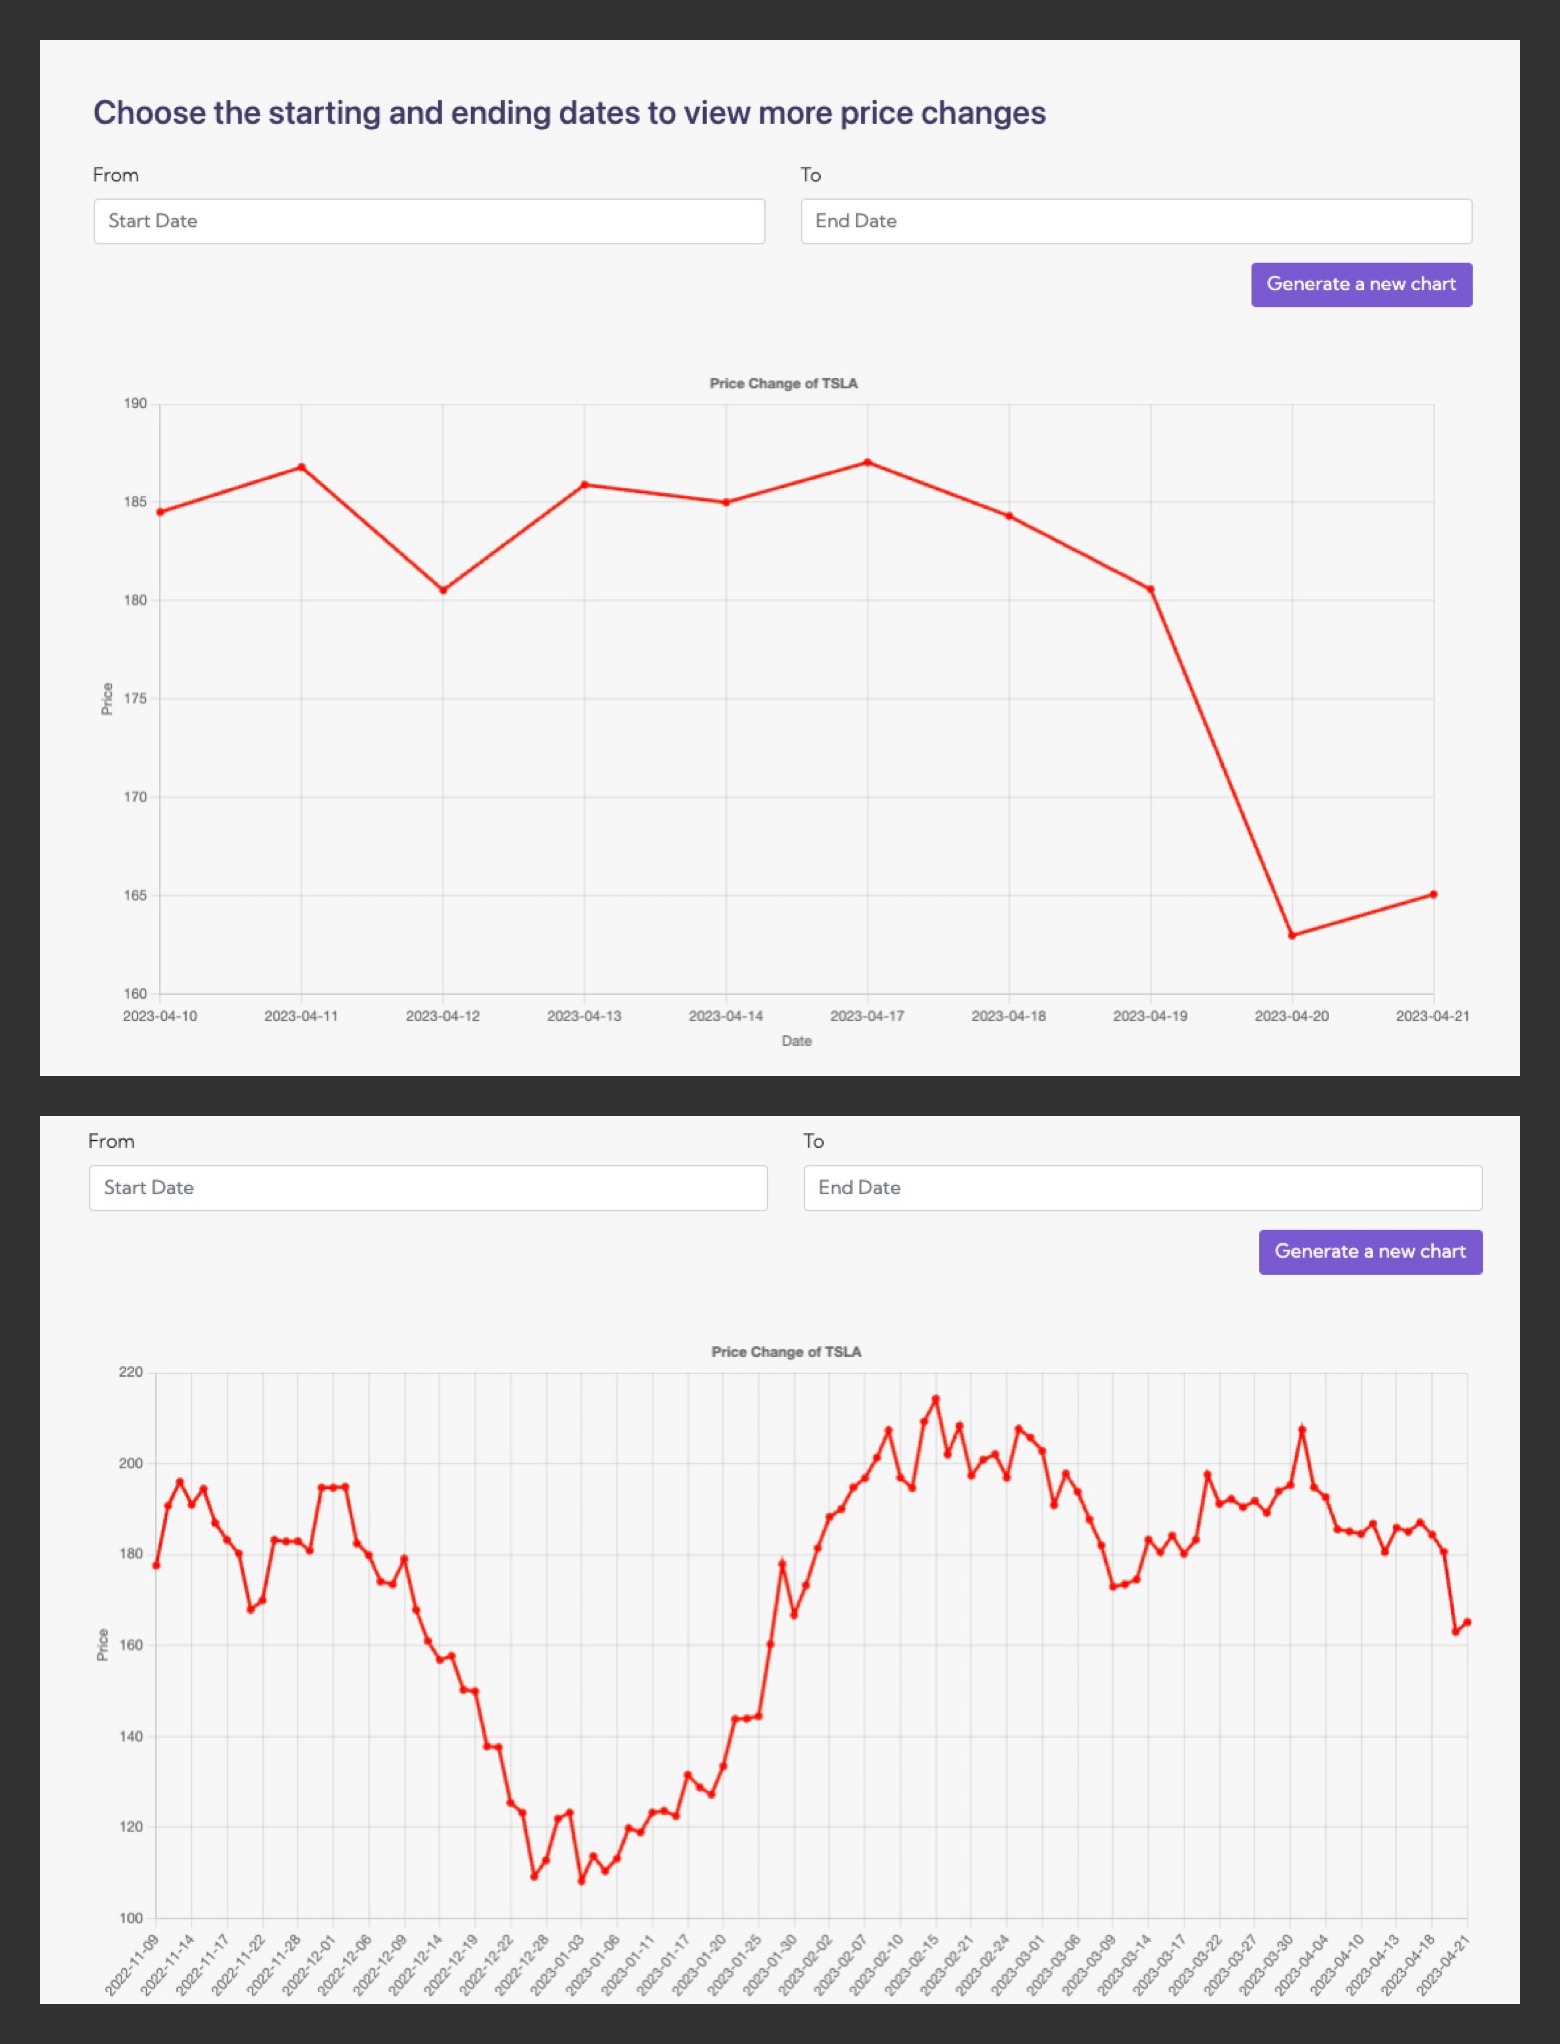 Choose the starting and ending dates to view more price changes
From To
Start Date End Date
Generate a new chart
Price Change of TSLA
190
185
180
175
170
165
160
Price
2023-04-10 2023-04-11 2023-04-12 2023-04-13 2023-04-14 2023-04-17 2023-04-18 2023-04-19 2023-04-20 2023-04-21
Date
From To
Start Date End Date
Generate a new chart
Price Change of TSLA
220
200
180
160
140
120
100
Price
2022-11-09 2022-11-14 2022-11-17 2022-11-22 2022-11-28 2022-12-01 2022-12-06 2022-12-09 2022-12-14 2022-12-19 2022-12-22 2022-12-28 2023-01-03 2023-01-06 2023-01-11 2023-01-17 2023-01-20 2023-01-25 2023-01-30 2023-02-02 2023-02-07 2023-02-10 2023-02-15 2023-02-21 2023-02-24 2023-03-01 2023-03-06 2023-03-09 2023-03-14 2023-03-17 2023-03-22 2023-03-27 2023-03-30 2023-04-04 2023-04-10 2023-04-13 2023-04-18 2023-04-21